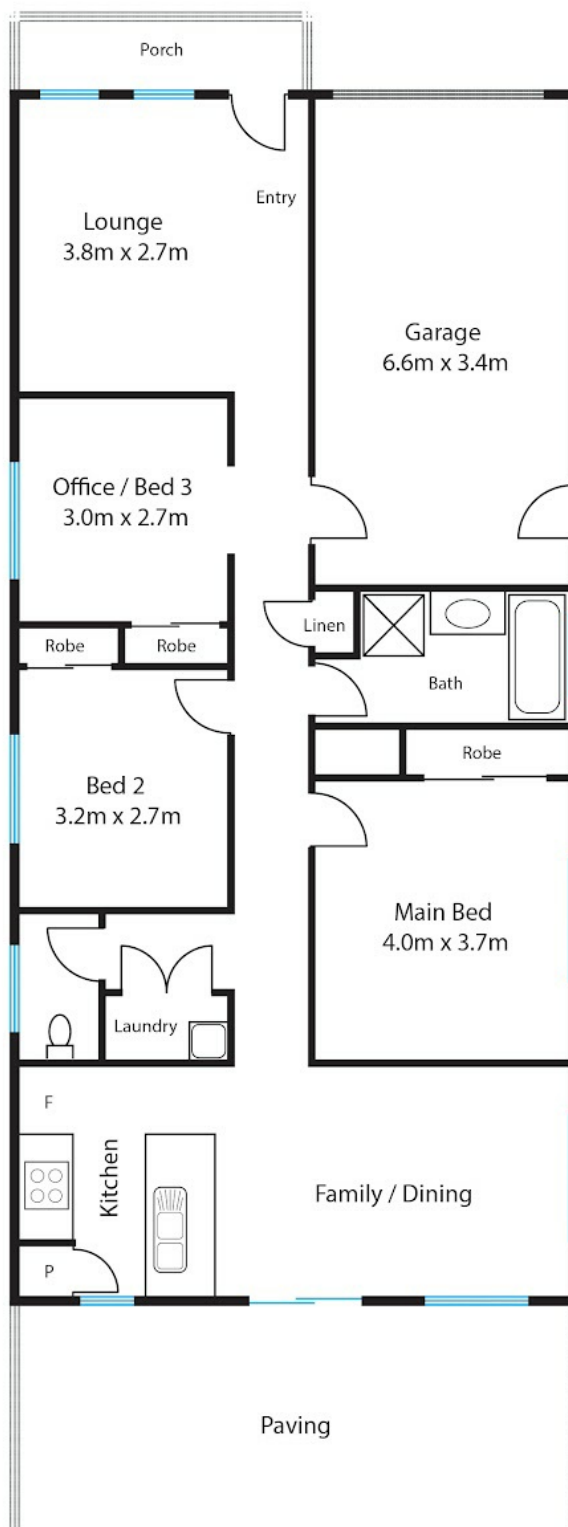 Porch
Entry
Lounge
3.8m x 2.7m
Garage
6.6m x 3.4m
Office / Bed 3
3.0m x 2.7m
Linen
Robe
Robe
Bath
Robe
Bed 2
3.2m x 2.7m
Main Bed
4.0m x 3.7m
Laundry
F
Kitchen
Family / Dining
P
Paving